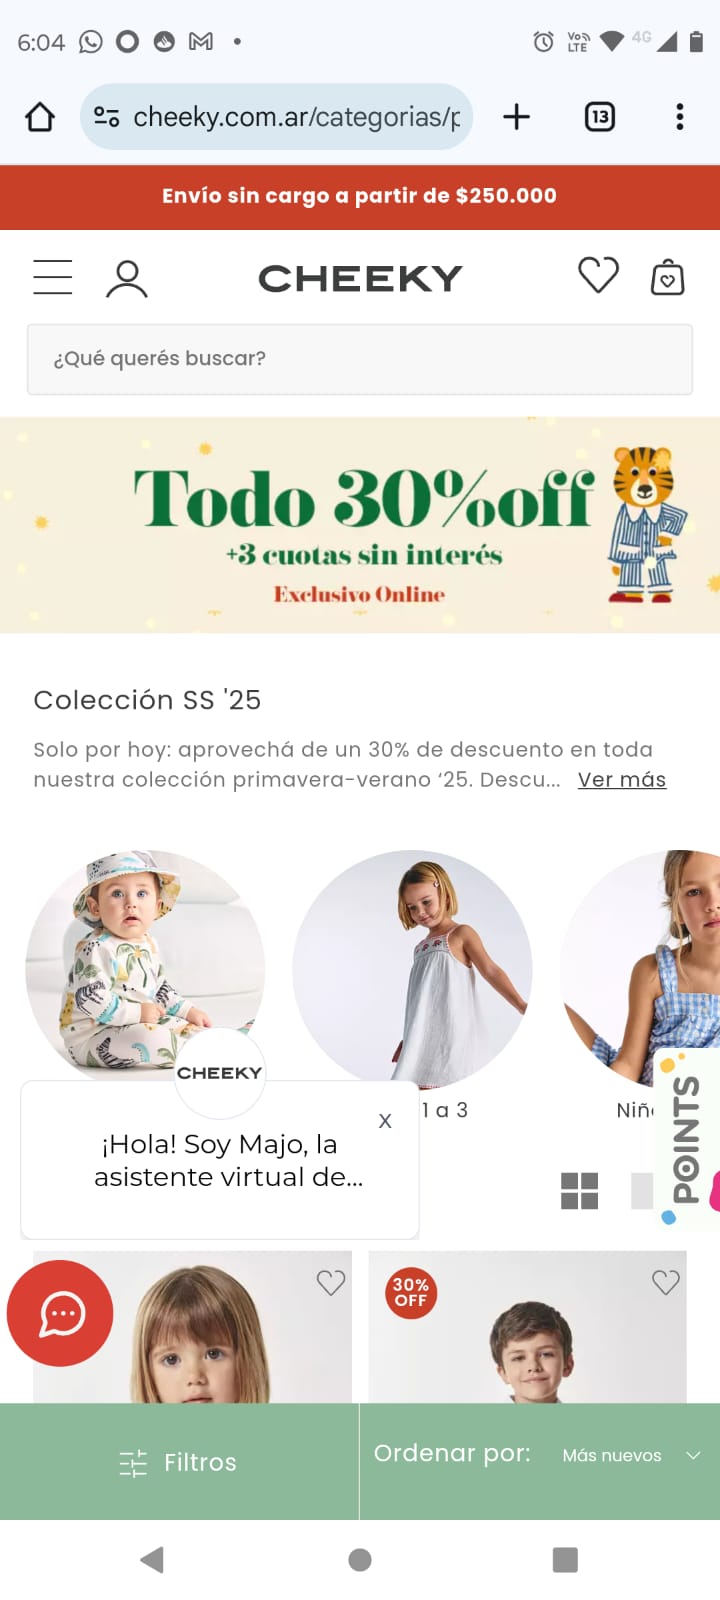 6:04
Vo))
LTE
4G
cheeky.com.ar/categorias/p
13
Envío sin cargo a partir de $250.000
CHEEKY
¿Qué querés buscar?
Todo 30%off
+3 cuotas sin interés
Exclusivo Online
Colección SS '25
Solo por hoy: aprovechá de un 30% de descuento en toda
nuestra colección primavera-verano ‘25. Descu... Ver más
CHEEKY
X
¡Hola! Soy Majo, la
asistente virtual de...
1 a 3
Niñ
POINTS
30%
OFF
Filtros
Ordenar por: Más nuevos